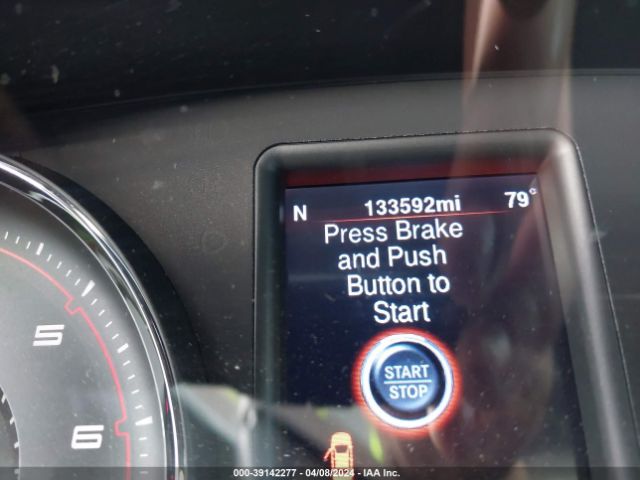 N 133592mi 79°
Press Brake
and Push
Button to
Start
START
STOP
5
6
000-39142277 - 04/08/2024 - IAA Inc.